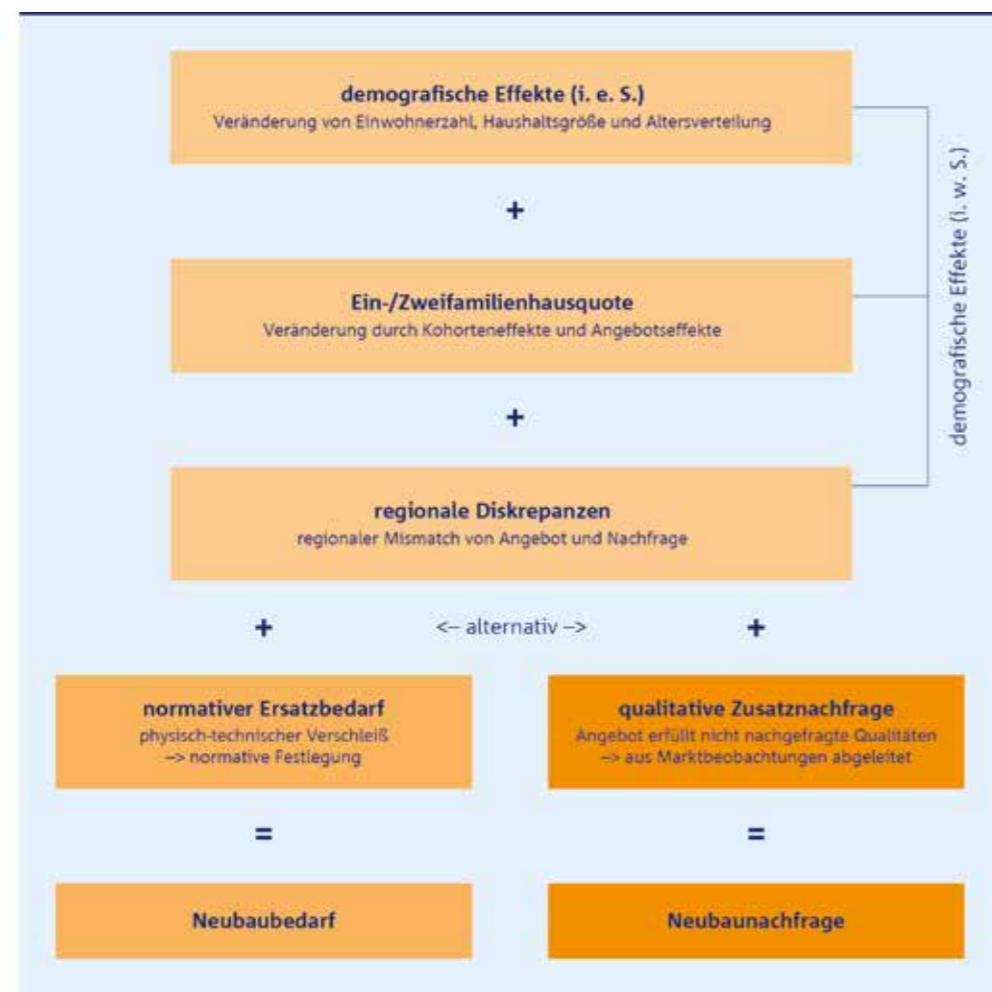 demografische Effekte (i. e. S.)
Veränderung von Einwohnerzahl, Haushaltsgröße und Altersverteilung
+
Ein-/Zweifamilienhausquote
Veränderung durch Kohorteneffekte und Angebotseffekte
+
regionale Diskrepanzen
regionaler Mismatch von Angebot und Nachfrage
demografische Effekte (i. w. S.)
+ <– alternativ –> +
normativer Ersatzbedarf
physisch-technischer Verschleiß
–> normative Festlegung
=
Neubaubedarf
qualitative Zusatznachfrage
Angebot erfüllt nicht nachgefragte Qualitäten
–> aus Marktbeobachtungen abgeleitet
=
Neubaunachfrage